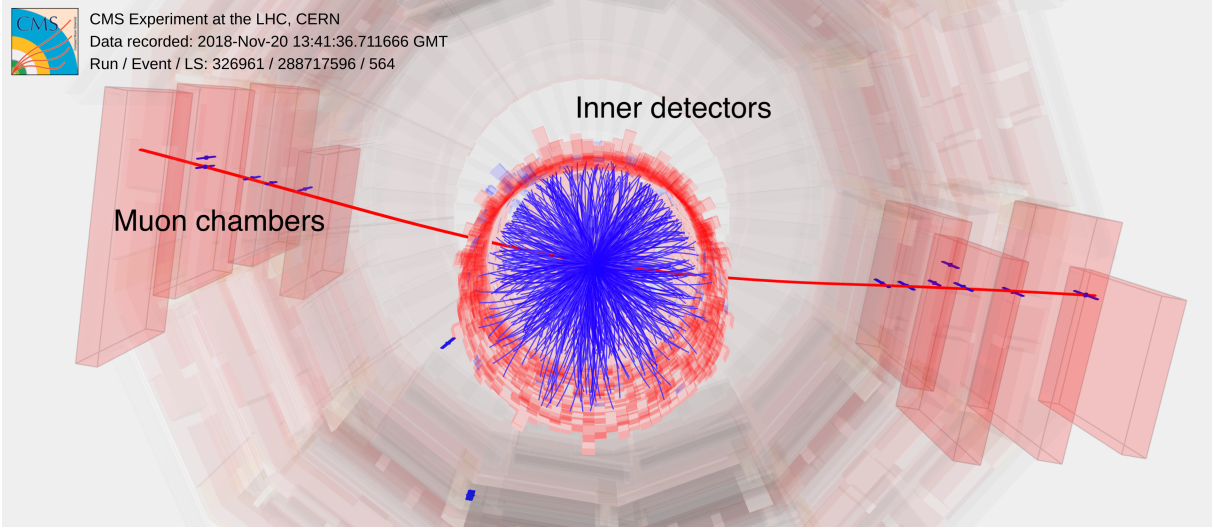 CMS
CMS Experiment at the LHC, CERN
Data recorded: 2018-Nov-20 13:41:36.711666 GMT
Run / Event / LS: 326961 / 288717596 / 564
Inner detectors
Muon chambers